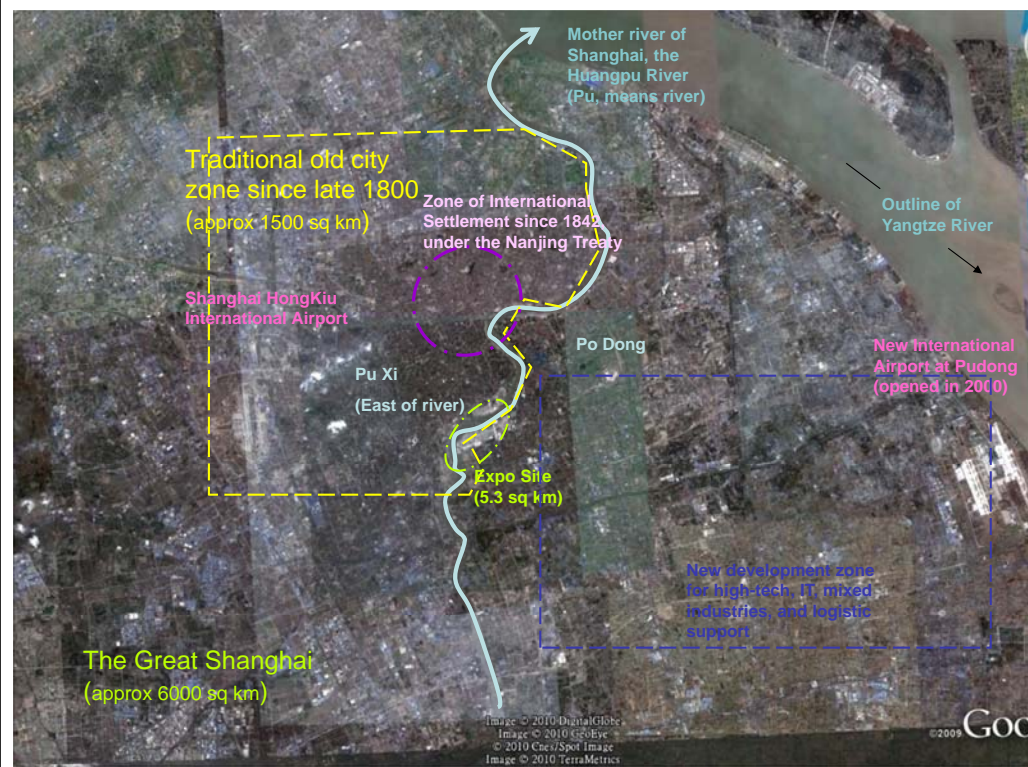 Mother river of
Shanghai, the
Huangpu River
(Pu, means river)
Traditional old city
zone since late 1800
(approx 1500 sq km)
Zone of International
Settlement since 1842
under the Nanjing Treaty
Outline of
Yangtze River
Shanghai HongKiu
International Airport
Po Dong
New International
Airport at Pudong
(opened in 2000)
Pu Xi
(East of river)
Expo Site
(5.3 sq km)
New development zone
for high-tech, IT, mixed
industries, and logistic
support
The Great Shanghai
(approx 6000 sq km)
Image © 2010 DigitalGlobe
Image © 2010 GeoEye
© 2010 Cnes/Spot Image
Image © 2010 TerraMetrics
©2009 Goo